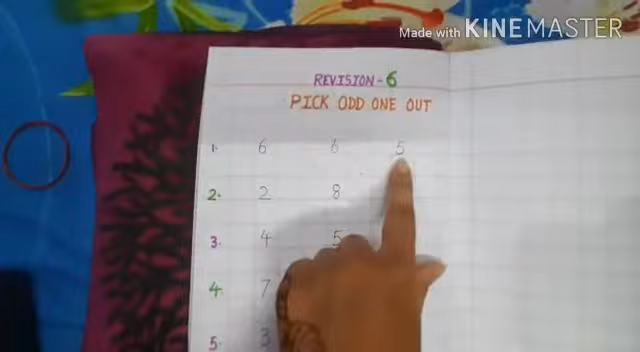 Made with KINEMASTER
REVISION - 6
PICK ODD ONE OUT
1. 6 6 5
2. 2 8
3. 4 5
4. 7
5. 3